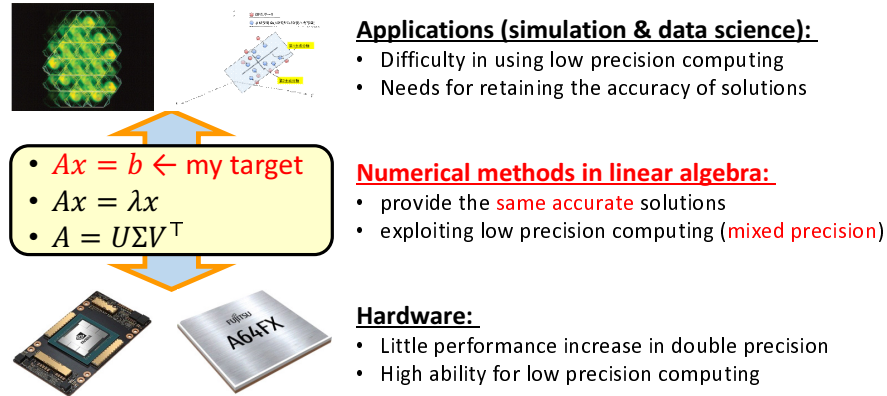 Applications (simulation & data science):
• Difficulty in using low precision computing
• Needs for retaining the accuracy of solutions
• Ax = b ← my target
• Ax = λx
• A = UΣV⊤
Numerical methods in linear algebra:
• provide the same accurate solutions
• exploiting low precision computing (mixed precision)
FUJITSU
A64FX
Hardware:
• Little performance increase in double precision
• High ability for low precision computing